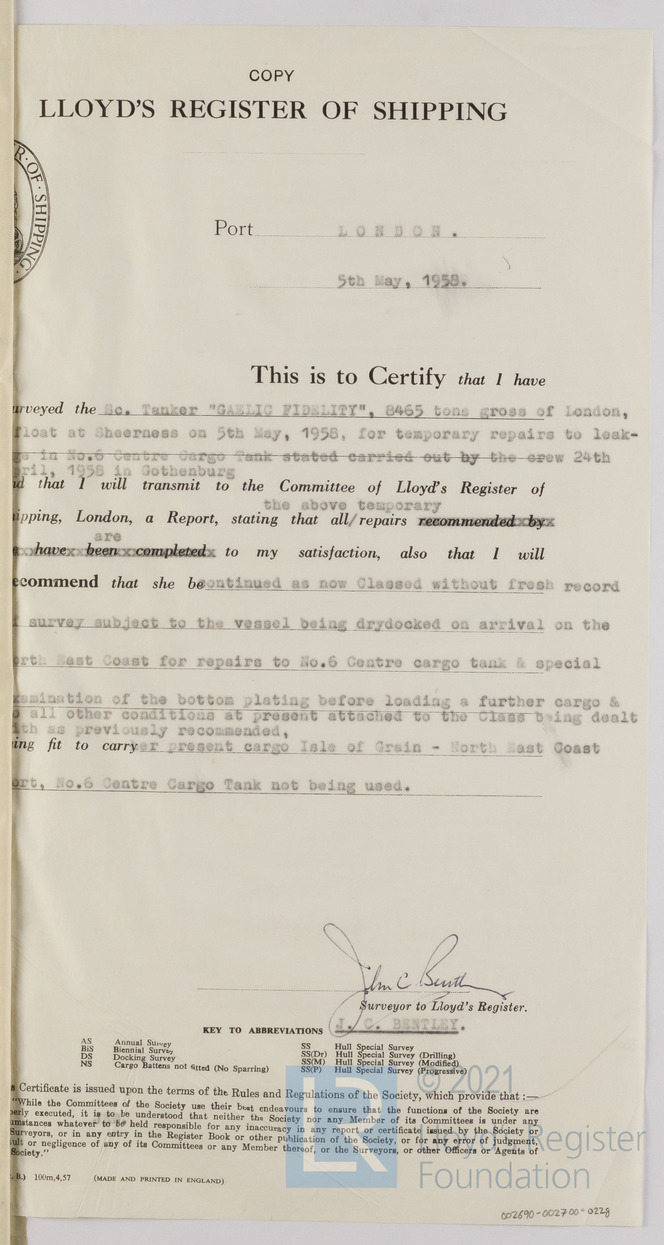 COPY
LLOYD'S REGISTER OF SHIPPING
R · OF · SHIPPING
Port LONDON.
5th May, 1958.
This is to Certify that I have
urveyed the Sc. Tanker "GAELIC FIDELITY", 8465 tons gross of London,
float at Sheerness on 5th May, 1958, for temporary repairs to leak-
ge in No.6 Centre Cargo Tank stated carried out by the crew 24th
pril, 1958 in Gothenburg
d that I will transmit to the Committee of Lloyd's Register of
the above temporary
ipping, London, a Report, stating that all/repairs recommended by
are
have been completed to my satisfaction, also that I will
ecommend that she be continued as now Classed without fresh record
f survey subject to the vessel being drydocked on arrival on the
orth East Coast for repairs to No.6 Centre cargo tank & special
xamination of the bottom plating before loading a further cargo &
o all other conditions at present attached to the Class being dealt
ith as previously recommended,
ing fit to carry er present cargo Isle of Grain - North East Coast
ort, No.6 Centre Cargo Tank not being used.
John C Bentley
Surveyor to Lloyd's Register.
J. C. BENTLEY.
KEY TO ABBREVIATIONS
AS Annual Survey SS Hull Special Survey
BiS Biennial Survey SS(Dr) Hull Special Survey (Drilling)
DS Docking Survey SS(M) Hull Special Survey (Modified)
NS Cargo Battens not fitted (No Sparring) SS(P) Hull Special Survey (Progressive)
Certificate is issued upon the terms of the Rules and Regulations of the Society, which provide that :—
"While the Committees of the Society use their best endeavours to ensure that the functions of the Society are
erly executed, it is to be understood that neither the Society nor any Member of its Committees is under any
mstances whatever to be held responsible for any inaccuracy in any report or certificate issued by the Society or
Surveyors, or in any entry in the Register Book or other publication of the Society, or for any error of judgment,
ult or negligence of any of its Committees or any Member thereof, or the Surveyors, or other Officers or Agents of
Society."
B.) 100m,4,57 (MADE AND PRINTED IN ENGLAND)
© 2021
LR Lloyd's Register
Foundation
002690-002700-0228